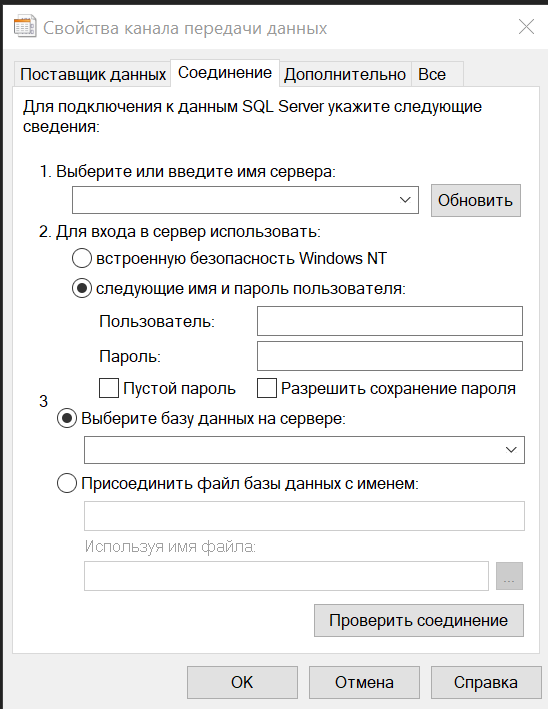 Свойства канала передачи данных
Поставщик данных Соединение Дополнительно Все
Для подключения к данным SQL Server укажите следующие
сведения:
1. Выберите или введите имя сервера:
Обновить
2. Для входа в сервер использовать:
встроенную безопасность Windows NT
следующие имя и пароль пользователя:
Пользователь:
Пароль:
Пустой пароль Разрешить сохранение пароля
3
Выберите базу данных на сервере:
Присоединить файл базы данных с именем:
Используя имя файла:
...
Проверить соединение
OK Отмена Справка